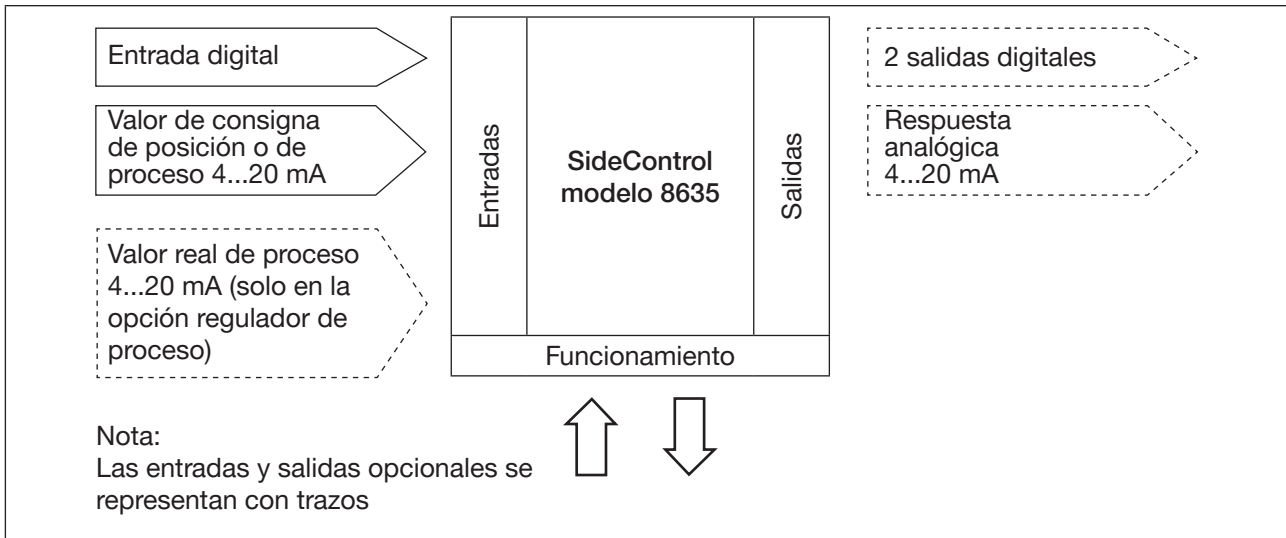 Entrada digital
Valor de consigna
de posición o de
proceso 4...20 mA
Valor real de proceso
4...20 mA (solo en la
opción regulador de
proceso)
Entradas
SideControl
modelo 8635
Salidas
Funcionamiento
2 salidas digitales
Respuesta
analógica
4...20 mA
Nota:
Las entradas y salidas opcionales se
representan con trazos